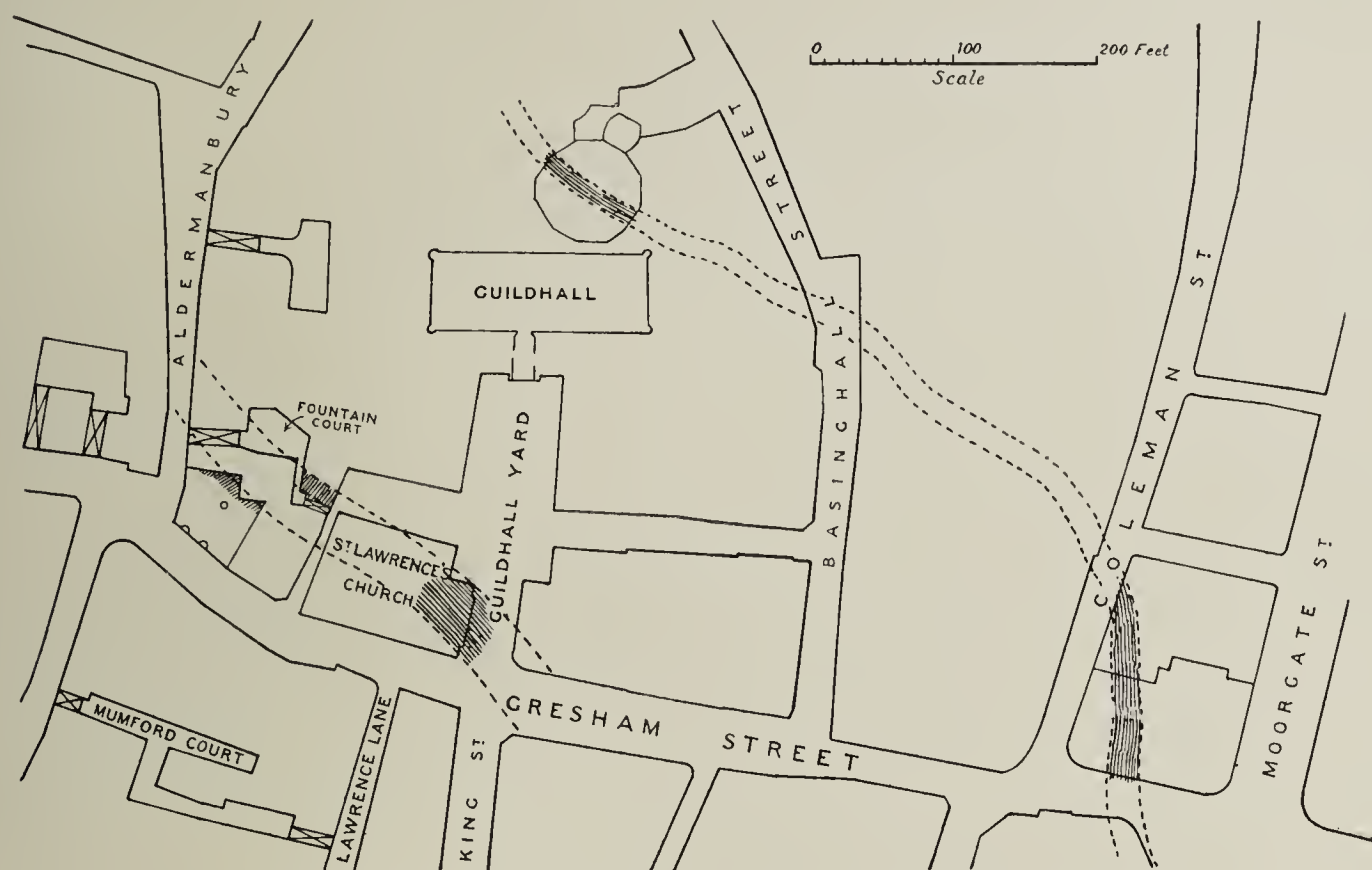 0 100 200 Feet
Scale
ALDERMANBURY
BASINGHALL STREET
COLEMAN ST.
GUILDHALL
FOUNTAIN
COURT
GUILDHALL YARD
ST. LAWRENCE'S
CHURCH
MOORGATE ST.
GRESHAM STREET
MUMFORD COURT
LAWRENCE LANE
KING ST.